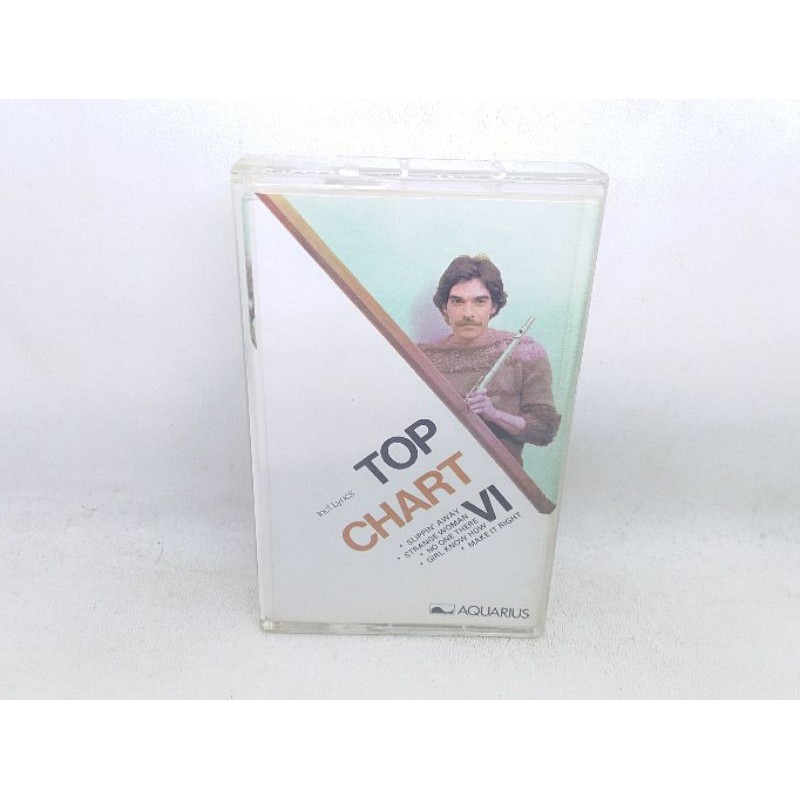 Incl. Lyrics
TOP
CHART
VI
• SLIPPIN' AWAY
• STRANGE WOMAN
• NO ONE THERE
• GIRL KNOW HOW
• MAKE IT RIGHT
AQUARIUS